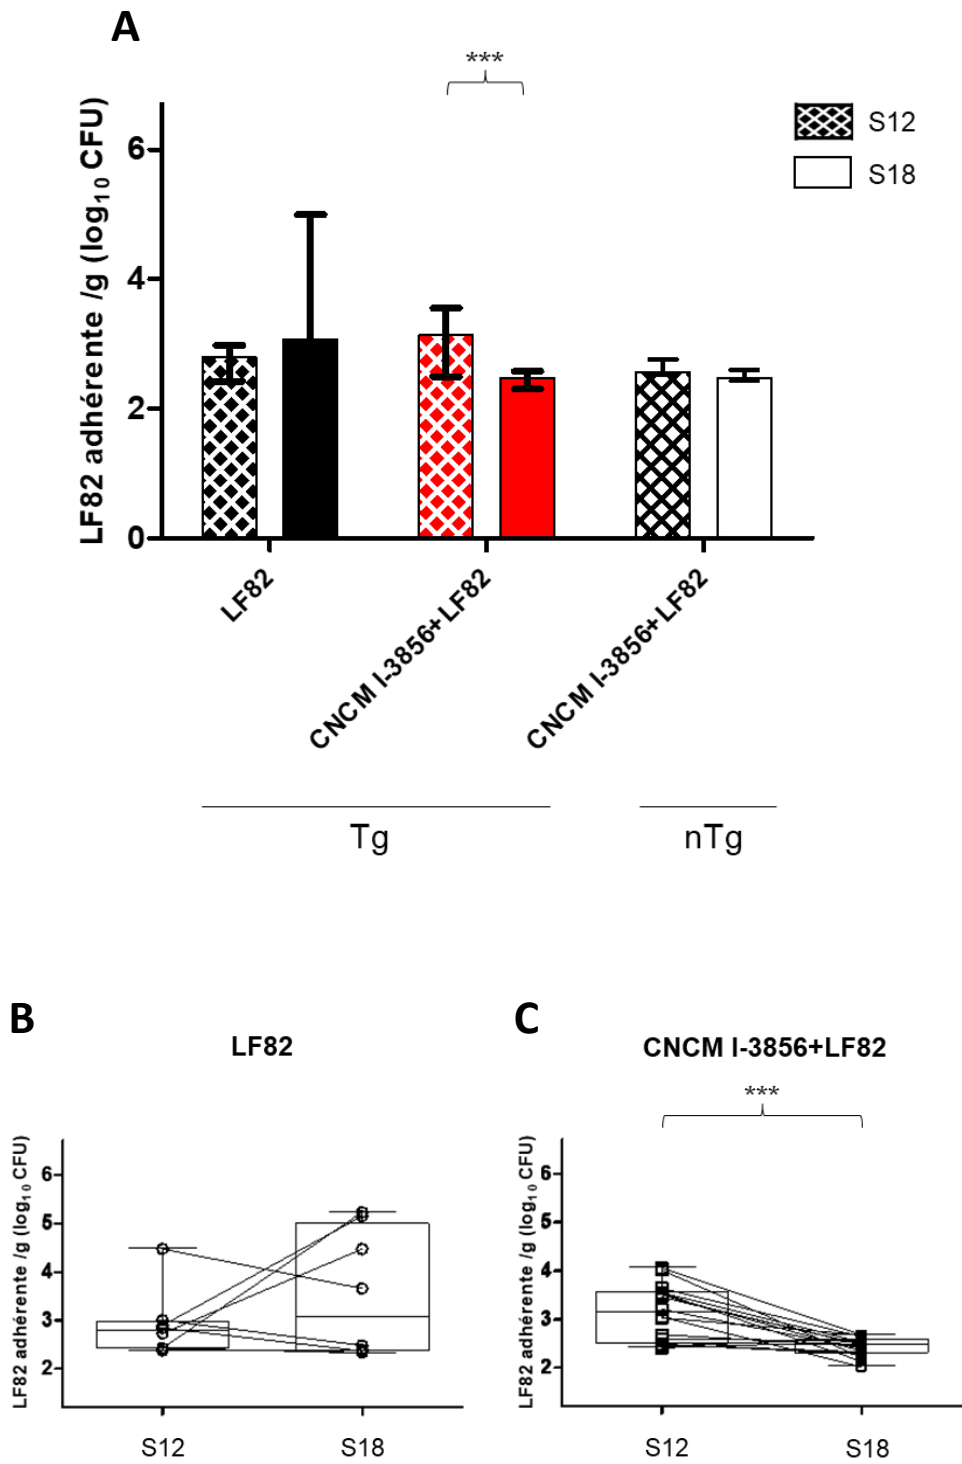 A
***
S12
S18
LF82 adhérente /g (log₁₀ CFU)
6
4
2
0
LF82
CNCM I-3856+LF82
CNCM I-3856+LF82
Tg
nTg
B
LF82
LF82 adhérente /g (log₁₀ CFU)
6
5
4
3
2
S12
S18
C
CNCM I-3856+LF82
***
LF82 adhérente /g (log₁₀ CFU)
6
5
4
3
2
S12
S18